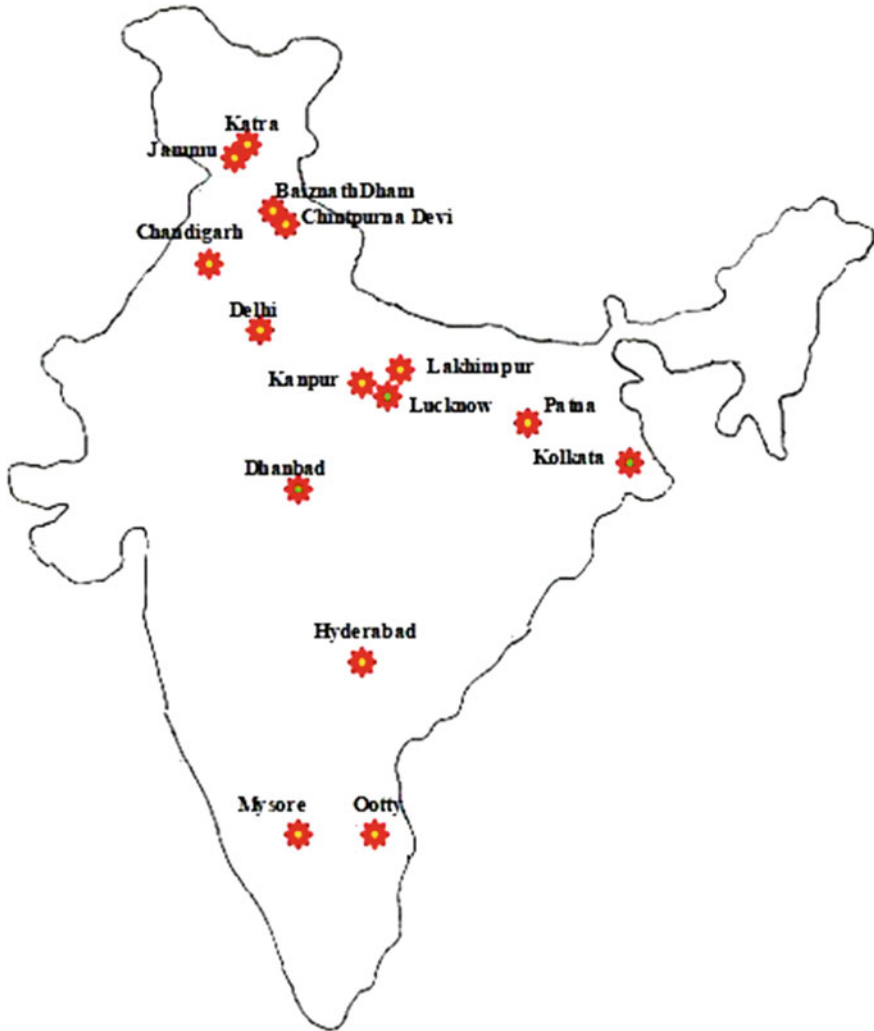 Katra
Jammu
BaiznathDham
Chintpurna Devi
Chandigarh
Delhi
Lakhimpur
Kanpur
Lucknow
Patna
Kolkata
Dhanbad
Hyderabad
Mysore
Ootty